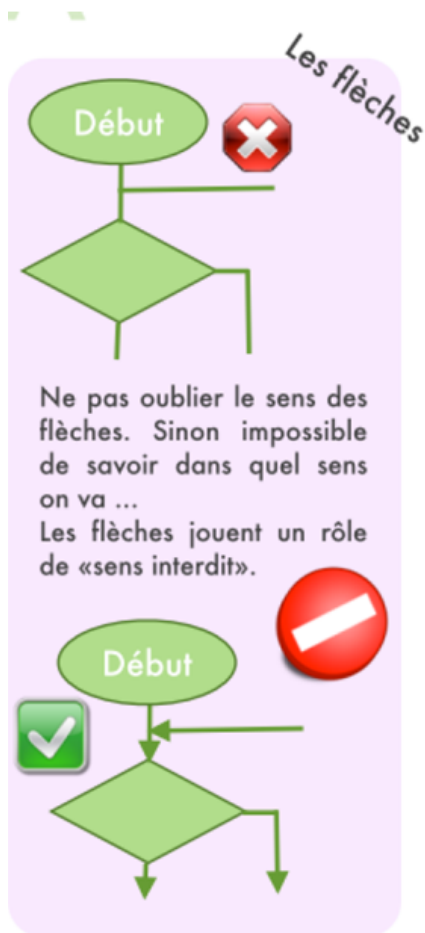 Les flèches
Début
Ne pas oublier le sens des
flèches. Sinon impossible
de savoir dans quel sens
on va ...
Les flèches jouent un rôle
de «sens interdit».
Début